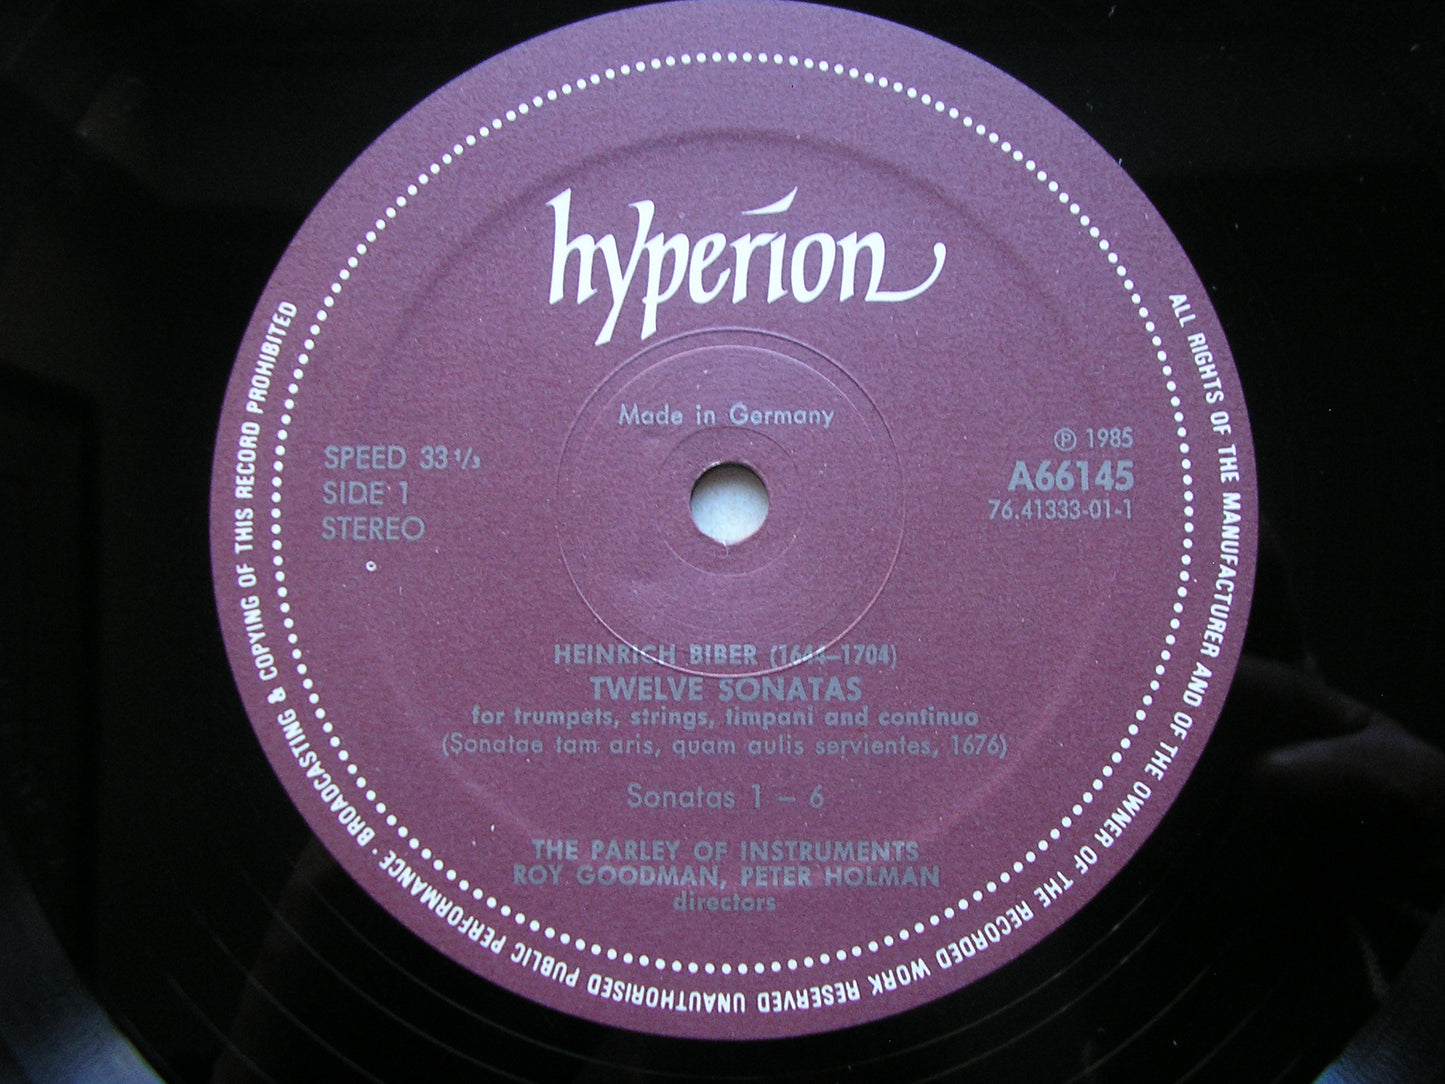 hyperion
Made in Germany
SPEED 33 1/3
SIDE 1
STEREO
℗ 1985
A66145
76.41333-01-1
HEINRICH BIBER (1644–1704)
TWELVE SONATAS
for trumpets, strings, timpani and continuo
(Sonatae tam aris, quam aulis servientes, 1676)
Sonatas 1 – 6
THE PARLEY OF INSTRUMENTS
ROY GOODMAN, PETER HOLMAN
directors
ALL RIGHTS OF THE MANUFACTURER AND OF THE OWNER OF THE RECORDED WORK RESERVED UNAUTHORISED PUBLIC PERFORMANCE · BROADCASTING & COPYING OF THIS RECORD PROHIBITED